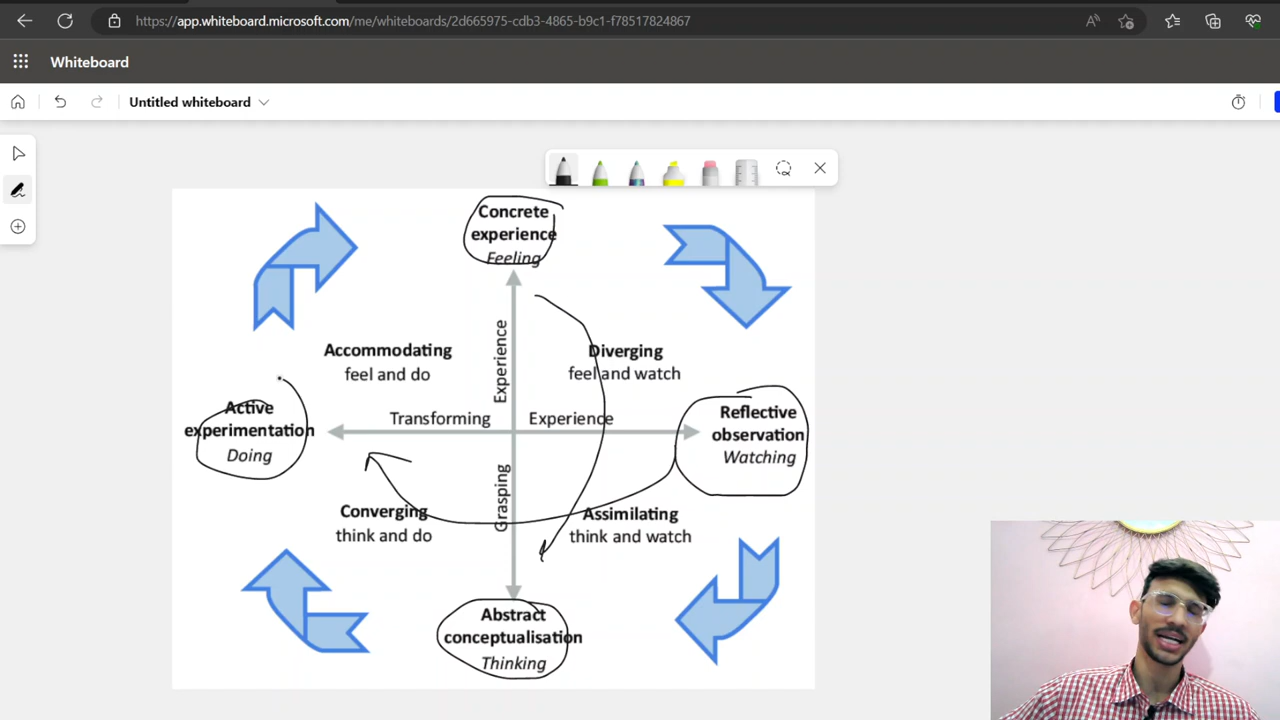 https://app.whiteboard.microsoft.com/me/whiteboards/2d665975-cdb3-4865-b9c1-f78517824867
Whiteboard
Untitled whiteboard
Concrete
experience
Feeling
Accommodating
feel and do
Experience
Diverging
feel and watch
Active
experimentation
Doing
Transforming
Experience
Reflective
observation
Watching
Converging
think and do
Grasping
Assimilating
think and watch
Abstract
conceptualisation
Thinking